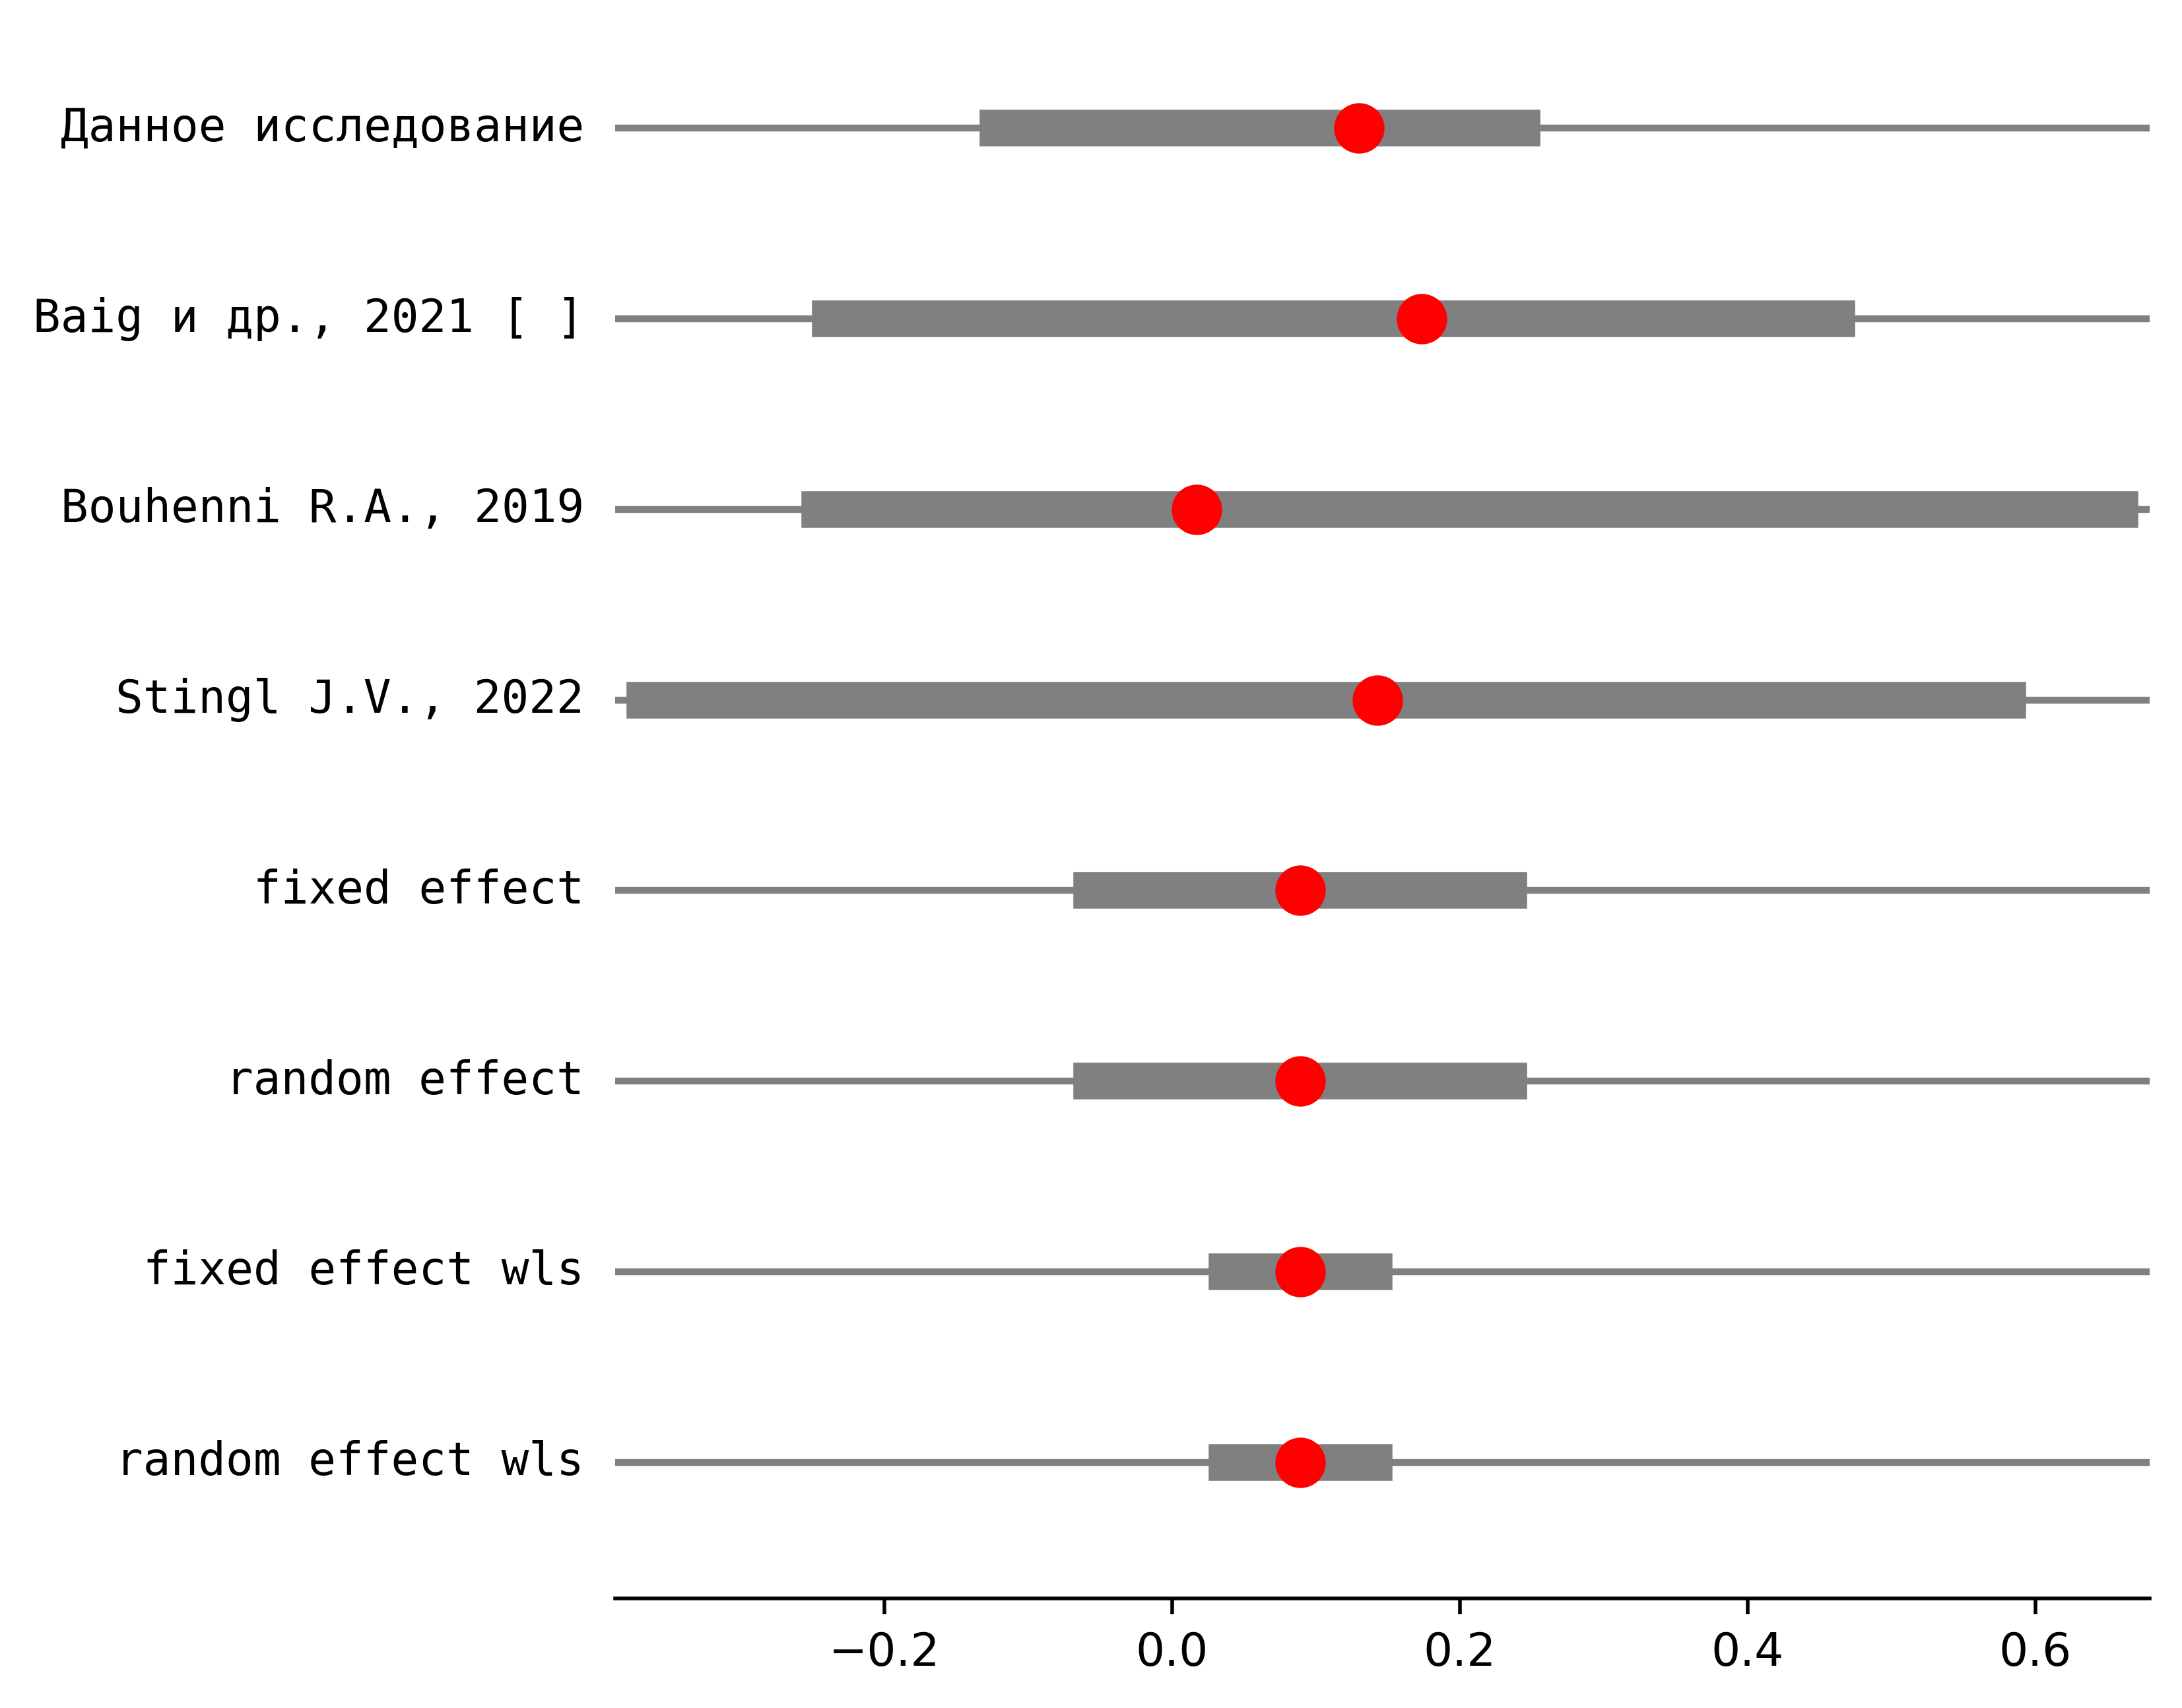 Данное исследование
Baig и др., 2021 [ ]
Bouhenni R.A., 2019
Stingl J.V., 2022
fixed effect
random effect
fixed effect wls
random effect wls
−0.2 0.0 0.2 0.4 0.6